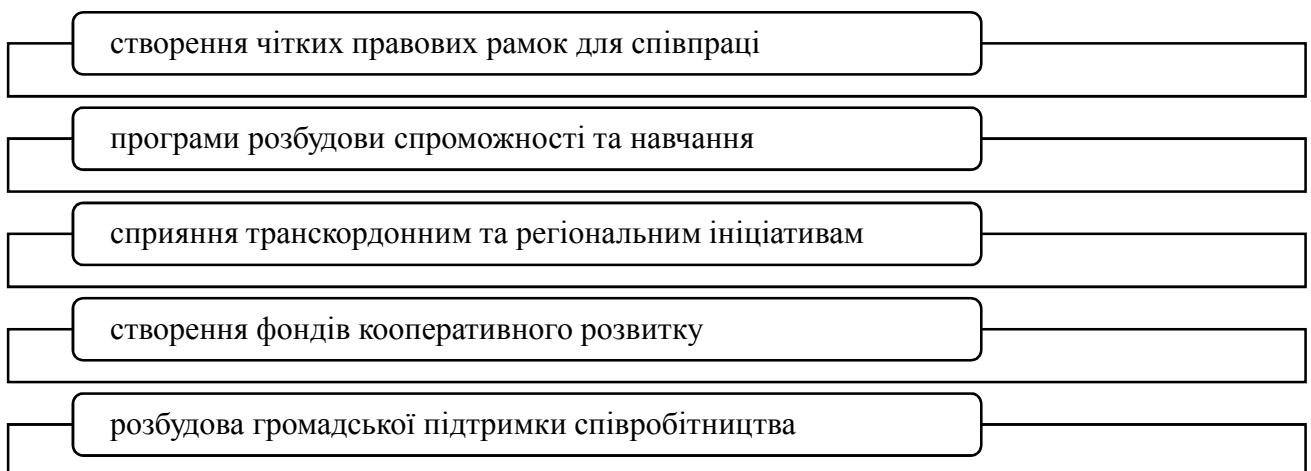 створення чітких правових рамок для співпраці
програми розбудови спроможності та навчання
сприяння транскордонним та регіональним ініціативам
створення фондів кооперативного розвитку
розбудова громадської підтримки співробітництва